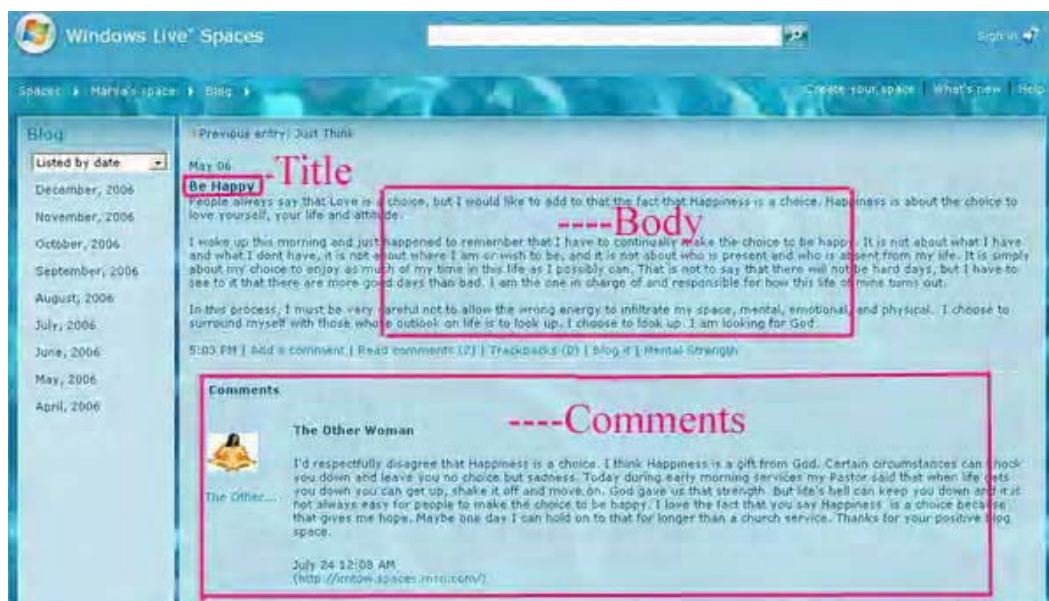 Windows Live™ Spaces
Sign in
Spaces Marva's space Blog
Create your space | What's new | Help
Blog
Listed by date
December, 2006
November, 2006
October, 2006
September, 2006
August, 2006
July, 2006
June, 2006
May, 2006
April, 2006
Previous entry: Just Think
May 06
Be Happy
----Title
People always say that Love is a choice, but I would like to add to that the fact that Happiness is a choice. Happiness is about the choice to
love yourself, your life and attitude.
----Body
I woke up this morning and just happened to remember that I have to continually make the choice to be happy. It is not about what I have
and what I dont have, it is not about where I am or wish to be, and it is not about who is present and who is absent from my life. It is simply
about my choice to enjoy as much of my time in this life as I possibly can. That is not to say that there will not be hard days, but I have to
see to it that there are more good days than bad. I am the one in charge of and responsible for how this life of mine turns out.
In this process, I must be very careful not to allow the wrong energy to infiltrate my space, mental, emotional, and physical. I choose to
surround myself with those whose outlook on life is to look up. I choose to look up. I am looking for God.
5:03 PM | Add a comment | Read comments (2) | Trackbacks (0) | Blog it | Mental Strength
Comments
----Comments
The Other Woman
The Other...
I'd respectfully disagree that Happiness is a choice. I think Happiness is a gift from God. Certain circumstances can chock
you down and leave you no choice but sadness. Today during early morning services my Pastor said that when life gets
you down you can get up, shake it off and move on. God gave us that strength. But life's hell can keep you down and it is
not always easy for people to make the choice to be happy. I love the fact that you say Happiness is a choice because
that gives me hope. Maybe one day I can hold on to that for longer than a church service. Thanks for your positive blog
space.
July 24 12:08 AM